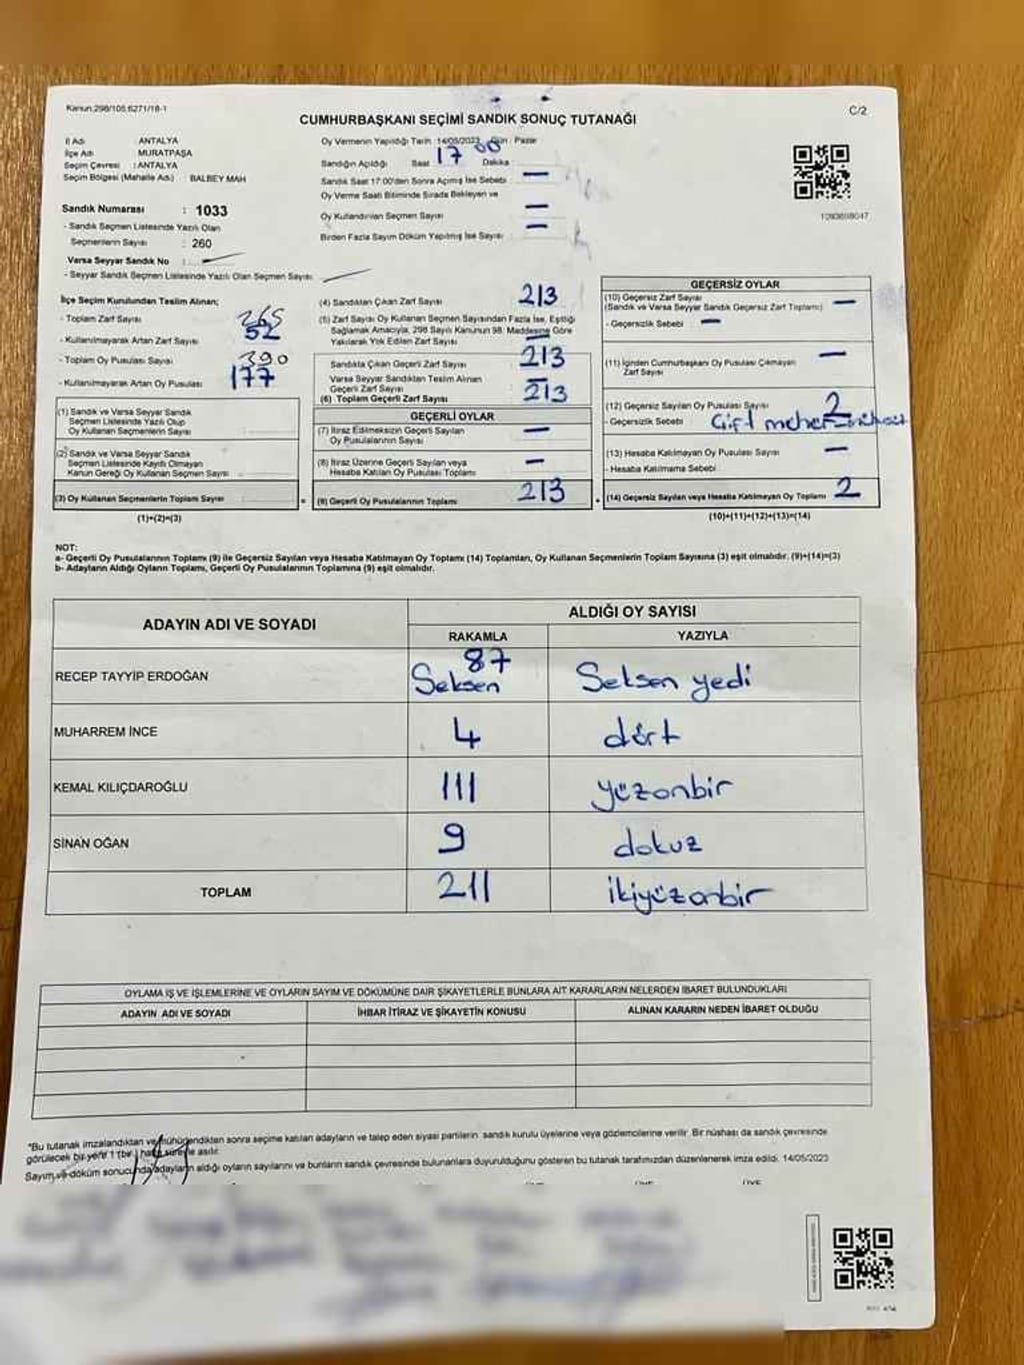 Kanun:298/105,6271/18-1
C/2
CUMHURBAŞKANI SEÇİMİ SANDIK SONUÇ TUTANAĞI
İl Adı : ANTALYA
İlçe Adı : MURATPAŞA
Seçim Çevresi : ANTALYA
Seçim Bölgesi (Mahalle Adı) : BALBEY MAH
Sandık Numarası : 1033
- Sandık Seçmen Listesinde Yazılı Olan
Seçmenlerin Sayısı : 260
Varsa Seyyar Sandık No :
- Seyyar Sandık Seçmen Listesinde Yazılı Olan Seçmen Sayısı
Oy Vermenin Yapıldığı Tarih : 14/05/2023 Gün : Pazar
Sandığın Açıldığı Saat 17 00 Dakika
Sandık Saat 17:00'den Sonra Açılmış İse Sebebi —
Oy Verme Saati Bitiminde Sırada Bekleyen ve
Oy Kullandırılan Seçmen Sayısı —
Birden Fazla Sayım Döküm Yapılmış İse Sayısı —
1093608047
İlçe Seçim Kurulundan Teslim Alınan;
- Toplam Zarf Sayısı 265
- Kullanılmayarak Artan Zarf Sayısı 52
- Toplam Oy Pusulası Sayısı 390
- Kullanılmayarak Artan Oy Pusulası 177
(1) Sandık ve Varsa Seyyar Sandık
Seçmen Listesinde Yazılı Olup
Oy Kullanan Seçmenlerin Sayısı
(2) Sandık ve Varsa Seyyar Sandık
Seçmen Listesinde Kayıtlı Olmayan
Kanun Gereği Oy Kullanan Seçmen Sayısı
(3) Oy Kullanan Seçmenlerin Toplam Sayısı
(1)+(2)=(3)
(4) Sandıktan Çıkan Zarf Sayısı 213
(5) Zarf Sayısı Oy Kullanan Seçmen Sayısından Fazla İse, Eşitliği
Sağlamak Amacıyla, 298 Sayılı Kanunun 98. Maddesine Göre
Yakılarak Yok Edilen Zarf Sayısı —
Sandıkta Çıkan Geçerli Zarf Sayısı 213
Varsa Seyyar Sandıktan Teslim Alınan
Geçerli Zarf Sayısı —
(6) Toplam Geçerli Zarf Sayısı 213
GEÇERLİ OYLAR
(7) İtiraz Edilmeksizin Geçerli Sayılan
Oy Pusulalarının Sayısı —
(8) İtiraz Üzerine Geçerli Sayılan veya
Hesaba Katılan Oy Pusulası Toplamı —
(9) Geçerli Oy Pusulalarının Toplamı 213
GEÇERSİZ OYLAR
(10) Geçersiz Zarf Sayısı —
(Sandık ve Varsa Seyyar Sandık Geçersiz Zarf Toplamı)
- Geçersizlik Sebebi : —
(11) İçinden Cumhurbaşkanı Oy Pusulası Çıkmayan —
Zarf Sayısı
(12) Geçersiz Sayılan Oy Pusulası Sayısı 2
- Geçersizlik Sebebi : Çift
(13) Hesaba Katılmayan Oy Pusulası Sayısı —
- Hesaba Katılmama Sebebi :
(14) Geçersiz Sayılan veya Hesaba Katılmayan Oy Toplamı 2
(10)+(11)+(12)+(13)=(14)
NOT:
a- Geçerli Oy Pusulalarının Toplamı (9) ile Geçersiz Sayılan veya Hesaba Katılmayan Oy Toplamı (14) Toplamları, Oy Kullanan Seçmenlerin Toplam Sayısına (3) eşit olmalıdır. (9)+(14)=(3)
b- Adayların Aldığı Oyların Toplamı, Geçerli Oy Pusulalarının Toplamına (9) eşit olmalıdır.
ADAYIN ADI VE SOYADI
ALDIĞI OY SAYISI
RAKAMLA YAZIYLA
RECEP TAYYİP ERDOĞAN 87 Seksen Seksen yedi
MUHARREM İNCE 4 dört
KEMAL KILIÇDAROĞLU 111 yüzonbir
SİNAN OĞAN 9 dokuz
TOPLAM 211 ikiyüzonbir
OYLAMA İŞ VE İŞLEMLERİNE VE OYLARIN SAYIM VE DÖKÜMÜNE DAİR ŞİKAYETLERLE BUNLARA AİT KARARLARIN NELERDEN İBARET BULUNDUKLARI
ADAYIN ADI VE SOYADI İHBAR İTİRAZ VE ŞİKAYETİN KONUSU ALINAN KARARIN NEDEN İBARET OLDUĞU
*Bu tutanak imzalandıktan ve mühürlendikten sonra seçime katılan adayların ve talep eden siyasi partilerin sandık kurulu üyelerine veya gözlemcilerine verilir. Bir nüshası da sandık çevresinde
görülecek bir yere 1 (bir) hafta süreyle asılır.
Sayım ve döküm sonucunda adayların aldığı oyların sayılarını ve bunların sandık çevresinde bulunanlara duyurulduğunu gösteren bu tutanak tarafımızdan düzenlenerek imza edildi. 14/05/2023